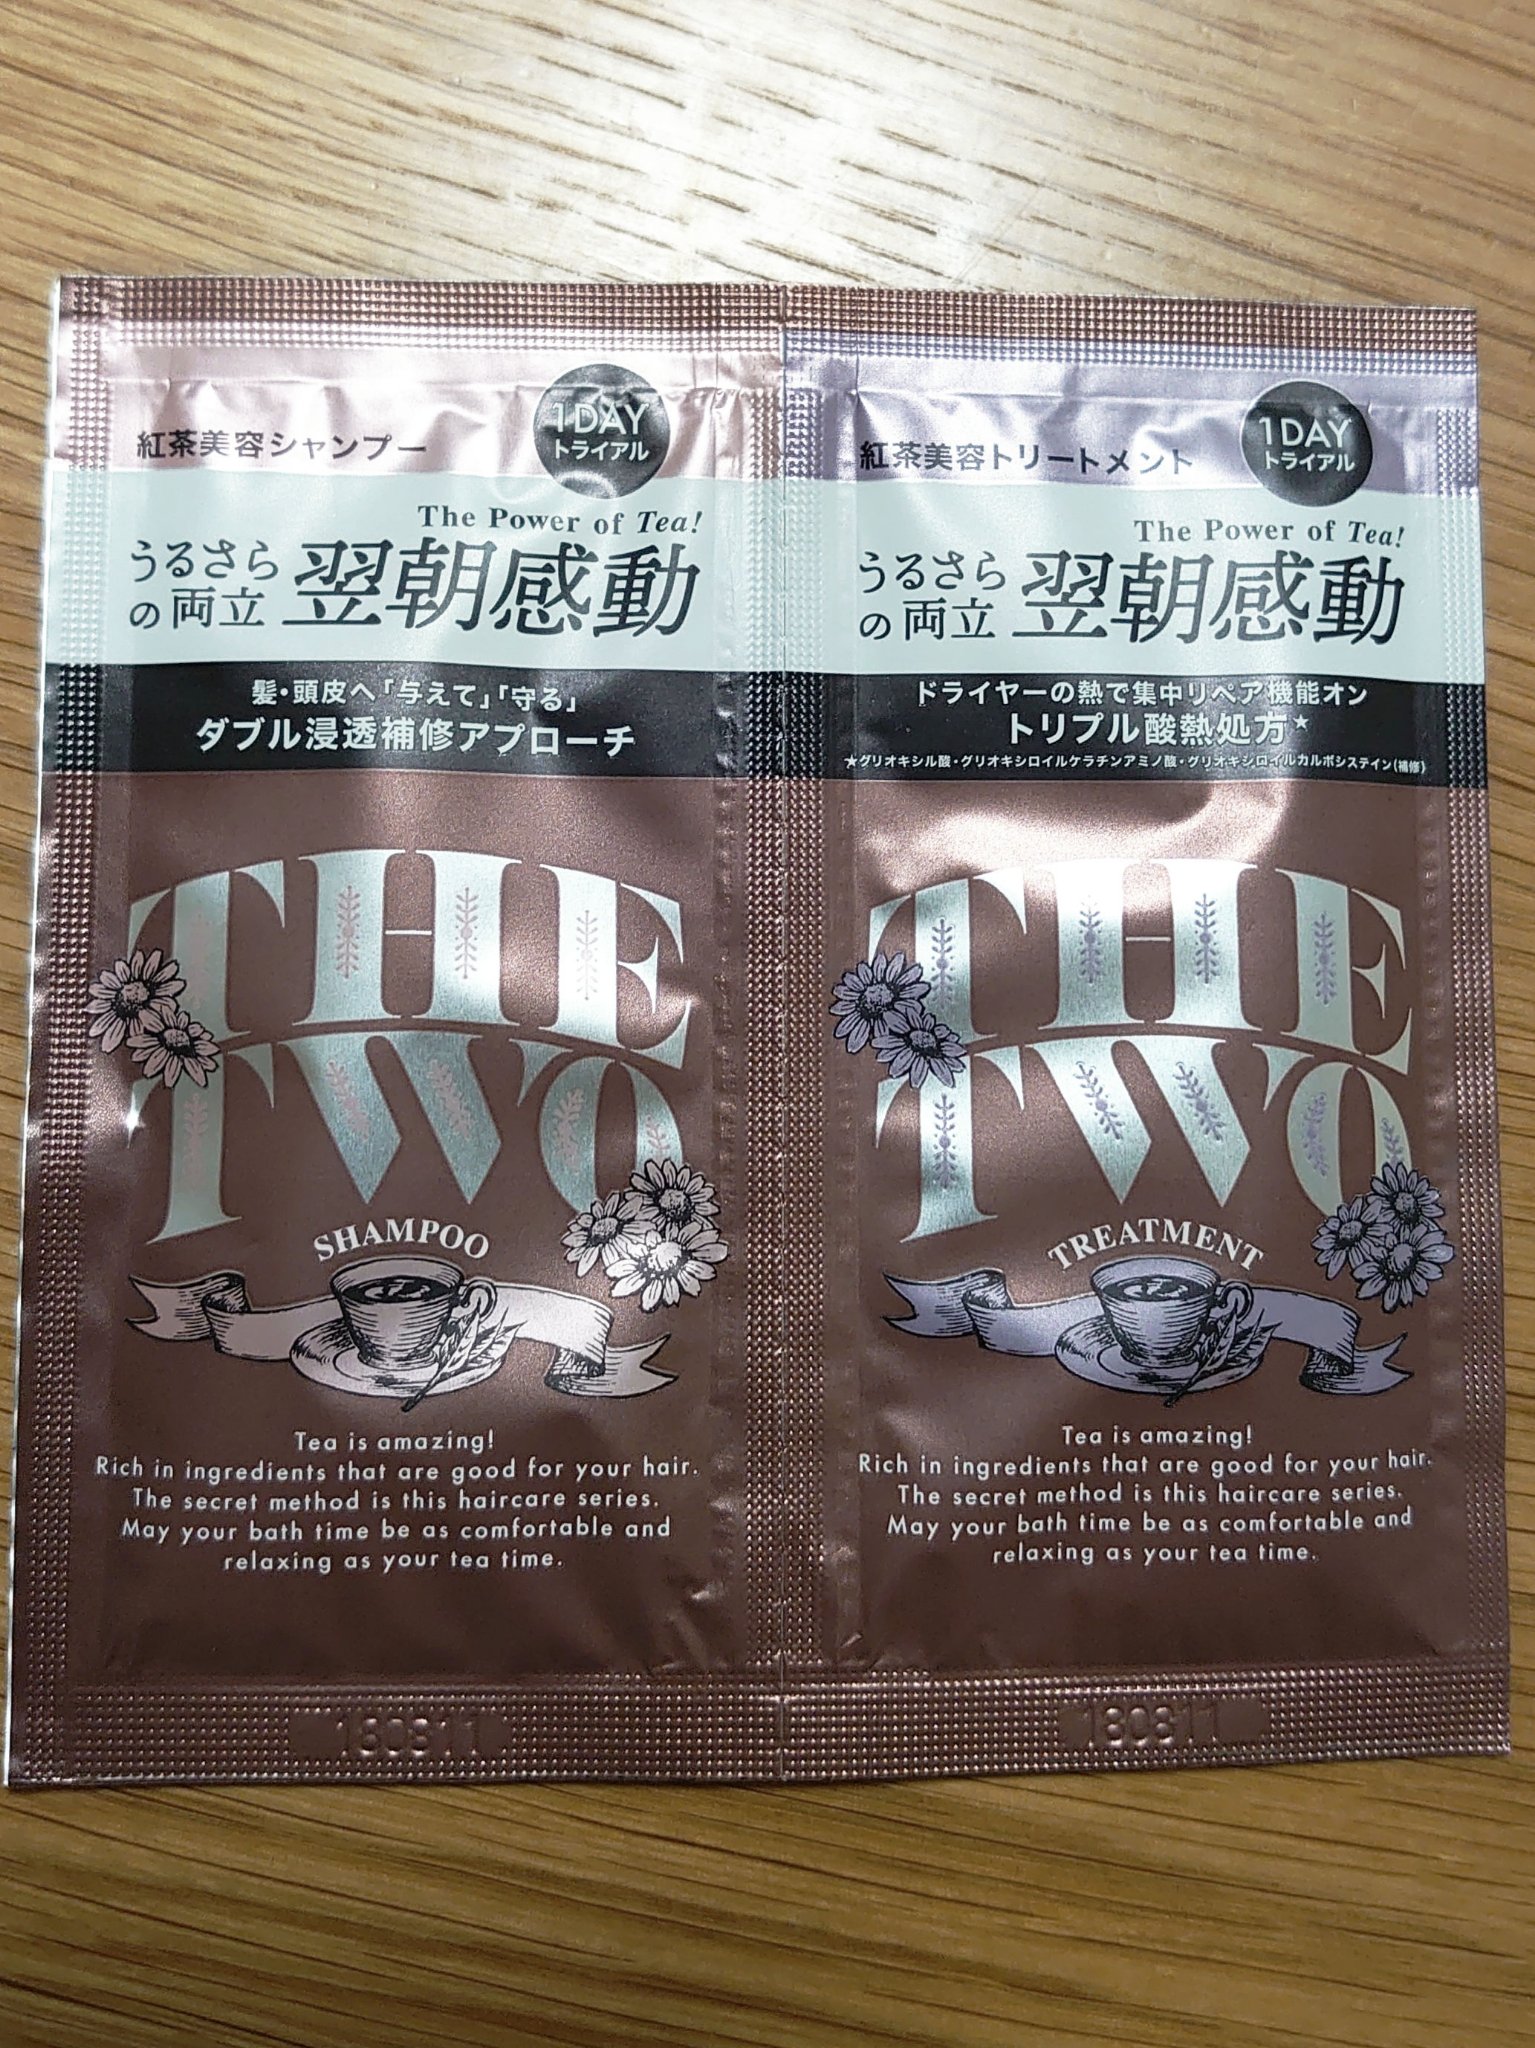 紅茶美容シャンプー
1DAY
トライアル
The Power of Tea!
うるさら
の両立
翌朝感動
髪・頭皮へ「与えて」「守る」
ダブル浸透補修アプローチ
THE
TWO
SHAMPOO
Tea is amazing!
Rich in ingredients that are good for your hair.
The secret method is this haircare series.
May your bath time be as comfortable and
relaxing as your tea time.
紅茶美容トリートメント
1DAY
トライアル
The Power of Tea!
うるさら
の両立
翌朝感動
ドライヤーの熱で集中リペア機能オン
トリプル酸熱処方★
★グリオキシル酸・グリオキシロイルケラチンアミノ酸・グリオキシロイルカルボシステイン(補修)
THE
TWO
TREATMENT
Tea is amazing!
Rich in ingredients that are good for your hair.
The secret method is this haircare series.
May your bath time be as comfortable and
relaxing as your tea time.